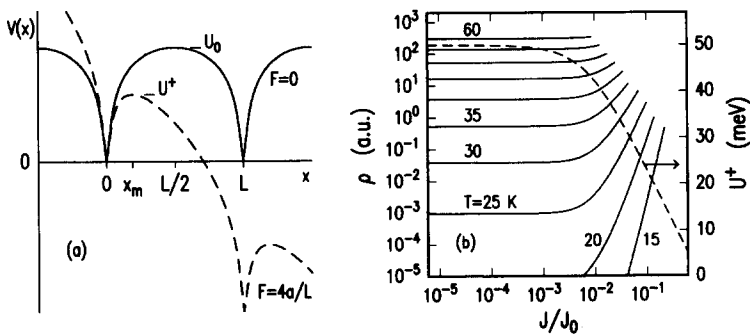 V(x)
U₀
F=0
U⁺
0
0 x_m L/2 L x
(a)
F=4a/L
ρ (a.u.)
10³
10²
10¹
10⁰
10⁻¹
10⁻²
10⁻³
10⁻⁴
10⁻⁵
60
35
30
T=25 K
20
15
(b)
50
40
30
20
10
0
U⁺ (meV)
10⁻⁵ 10⁻⁴ 10⁻³ 10⁻² 10⁻¹
J/J₀